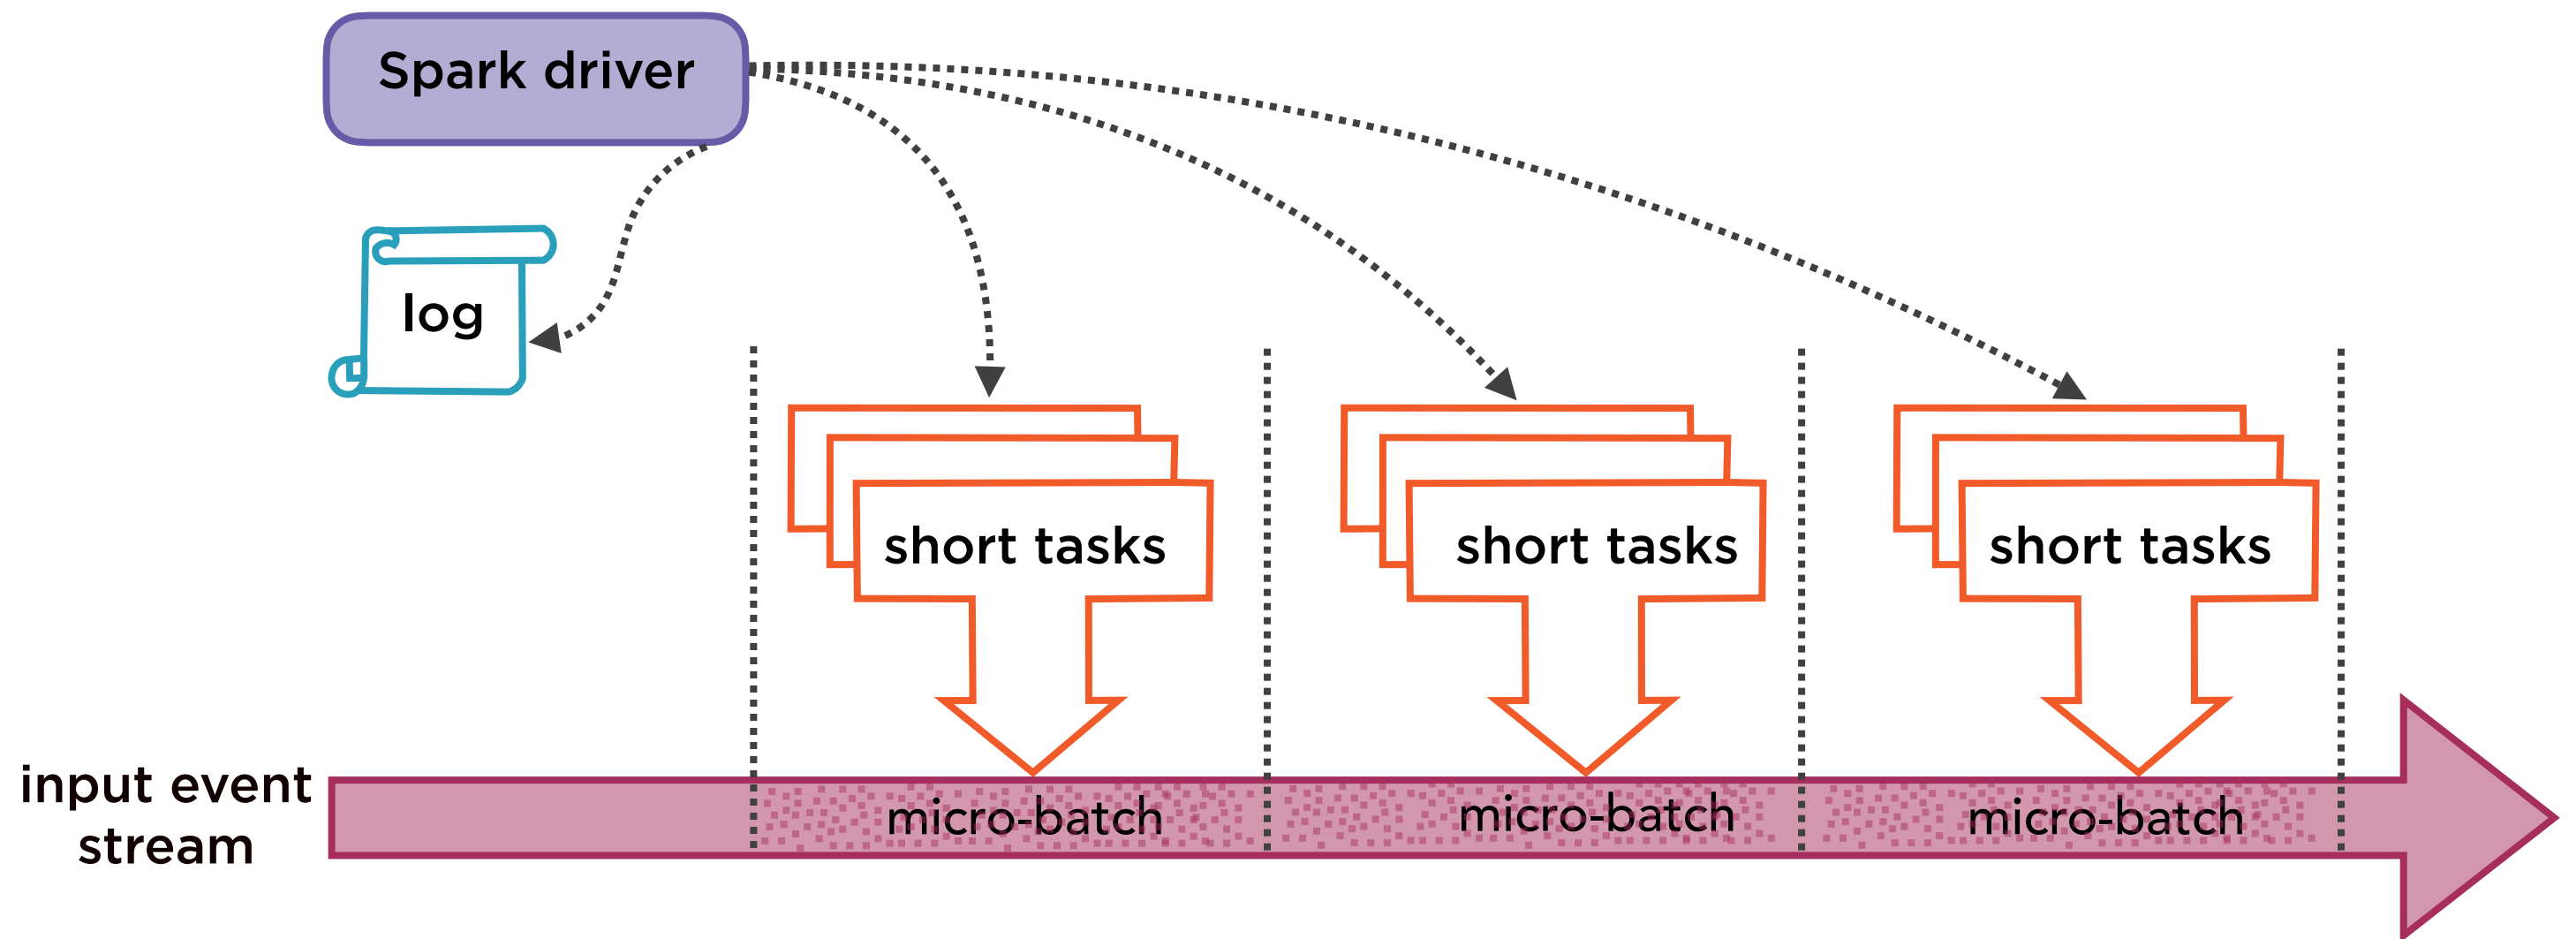 Spark driver
log
short tasks
short tasks
short tasks
input event
stream
micro-batch
micro-batch
micro-batch